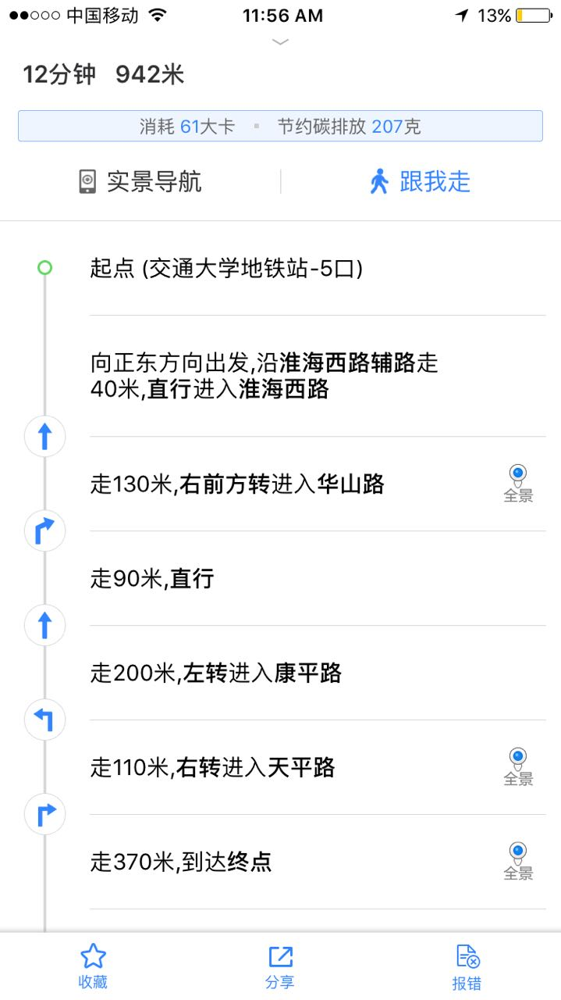 中国移动 11:56 AM 13%
12分钟 942米
消耗 61大卡 ▪ 节约碳排放 207克
实景导航 跟我走
起点 (交通大学地铁站-5口)
向正东方向出发,沿淮海西路辅路走
40米,直行进入淮海西路
走130米,右前方转进入华山路
全景
走90米,直行
走200米,左转进入康平路
走110米,右转进入天平路
全景
走370米,到达终点
全景
收藏 分享 报错